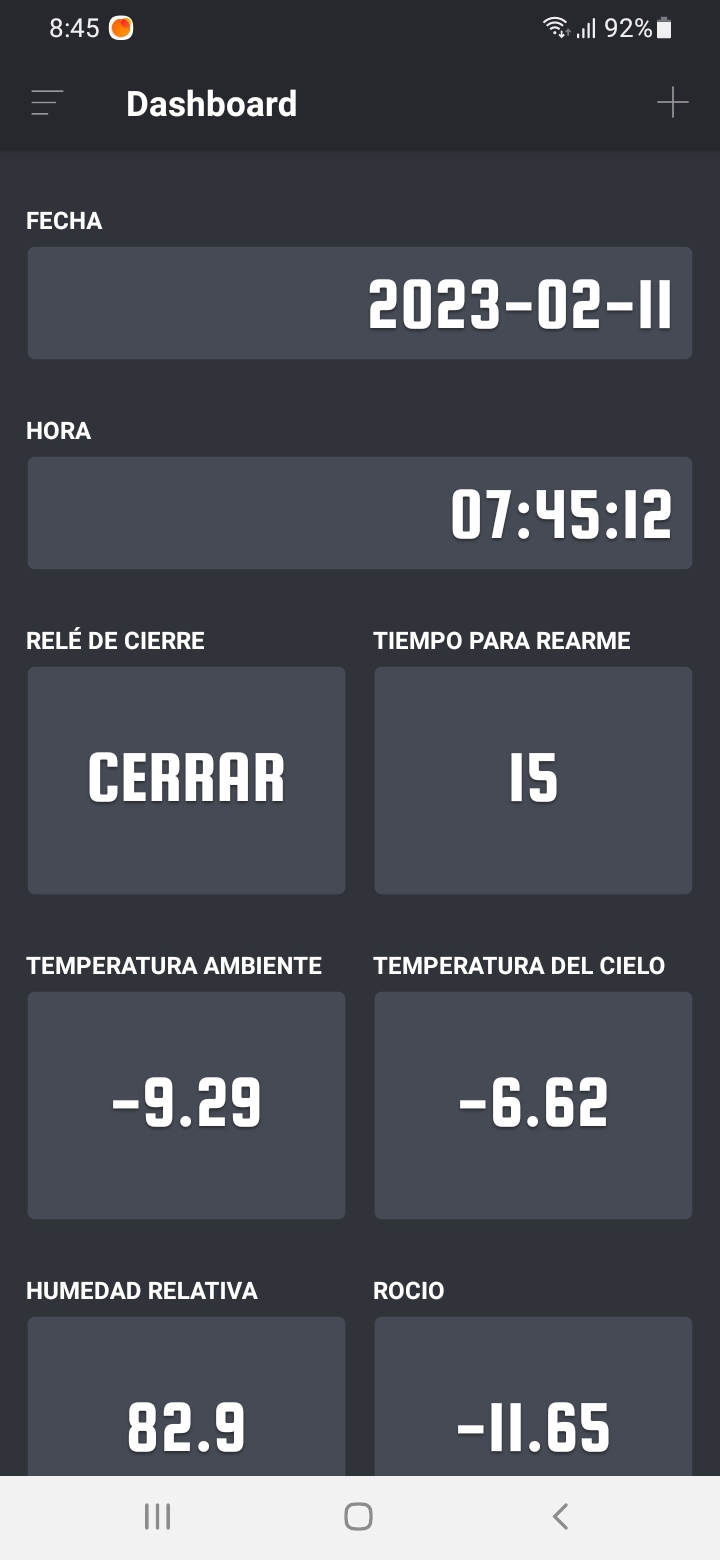 8:45 92%
Dashboard
FECHA
2023-02-11
HORA
07:45:12
RELÉ DE CIERRE TIEMPO PARA REARME
CERRAR 15
TEMPERATURA AMBIENTE TEMPERATURA DEL CIELO
-9.29 -6.62
HUMEDAD RELATIVA ROCIO
82.9 -11.65